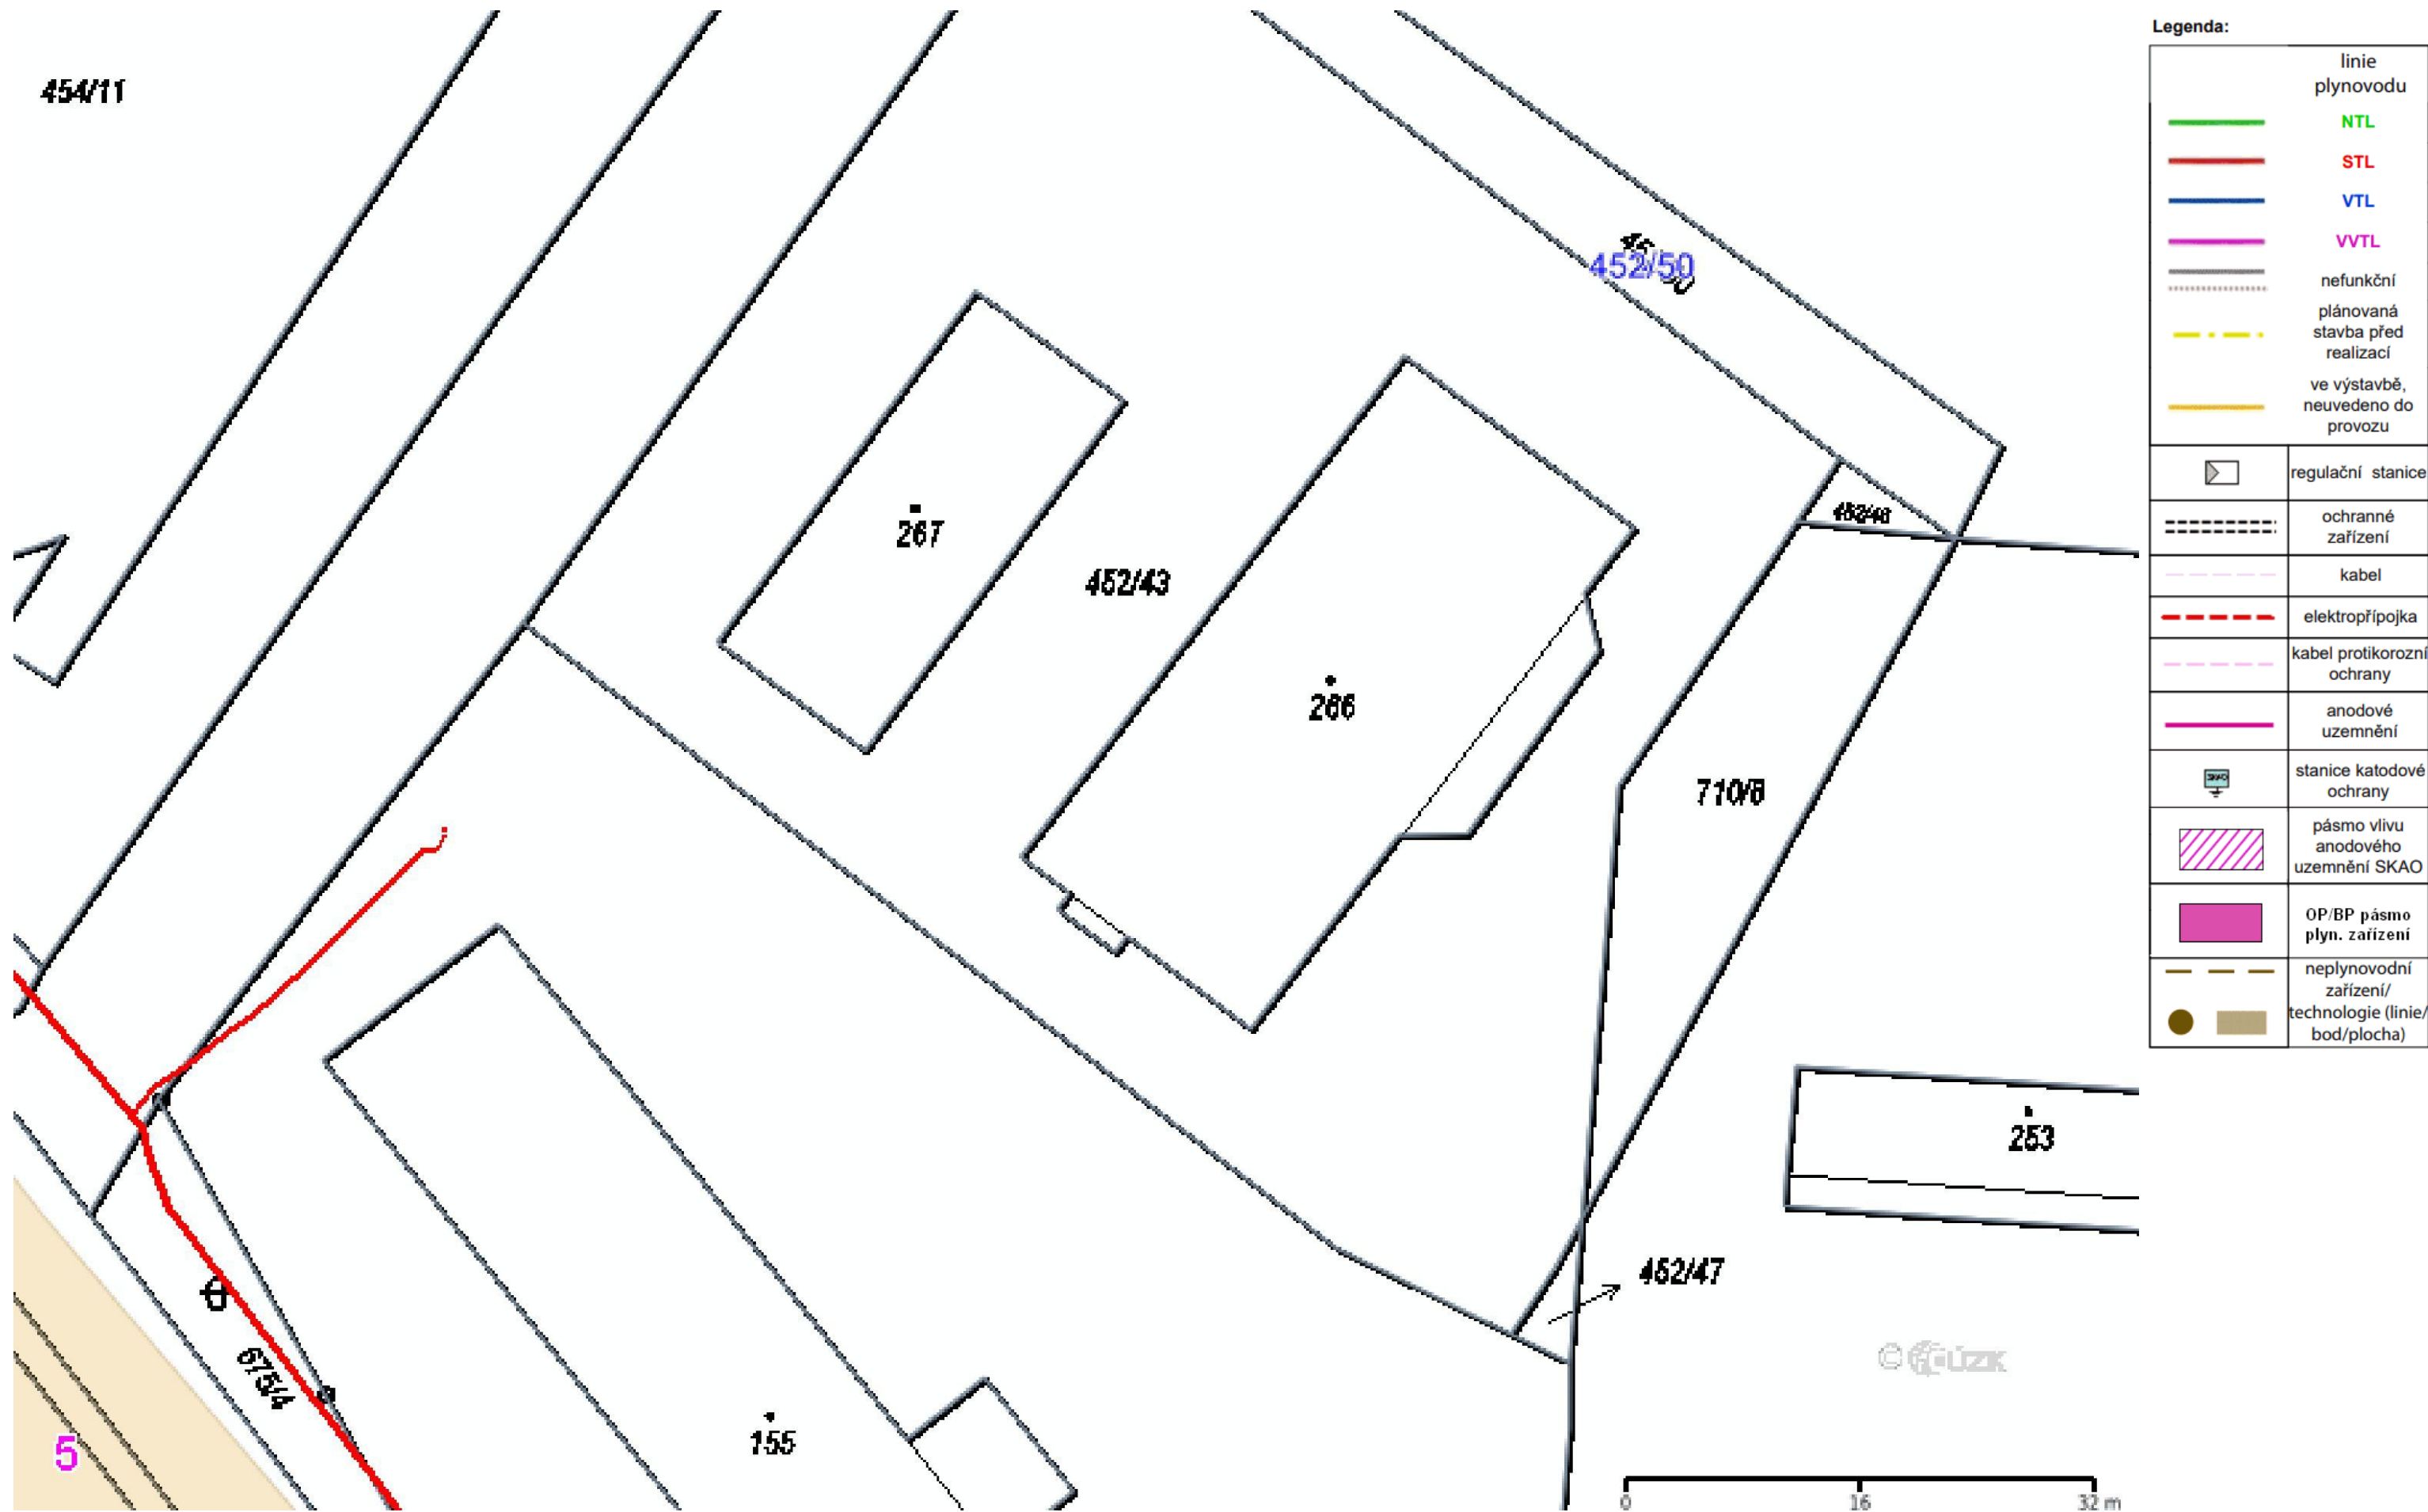 454/11
452/50
267
452/43
452/46
266
710/8
253
452/47
675/4
155
5
© ČÚZK
0 16 32 m
Legenda:
linie
plynovodu
NTL
STL
VTL
VVTL
nefunkční
plánovaná
stavba před
realizací
ve výstavbě,
neuvedeno do
provozu
regulační stanice
ochranné
zařízení
kabel
elektropřípojka
kabel protikorozní
ochrany
anodové
uzemnění
SKAO
stanice katodové
ochrany
pásmo vlivu
anodového
uzemnění SKAO
OP/BP pásmo
plyn. zařízení
neplynovodní
zařízení/
technologie (linie/
bod/plocha)